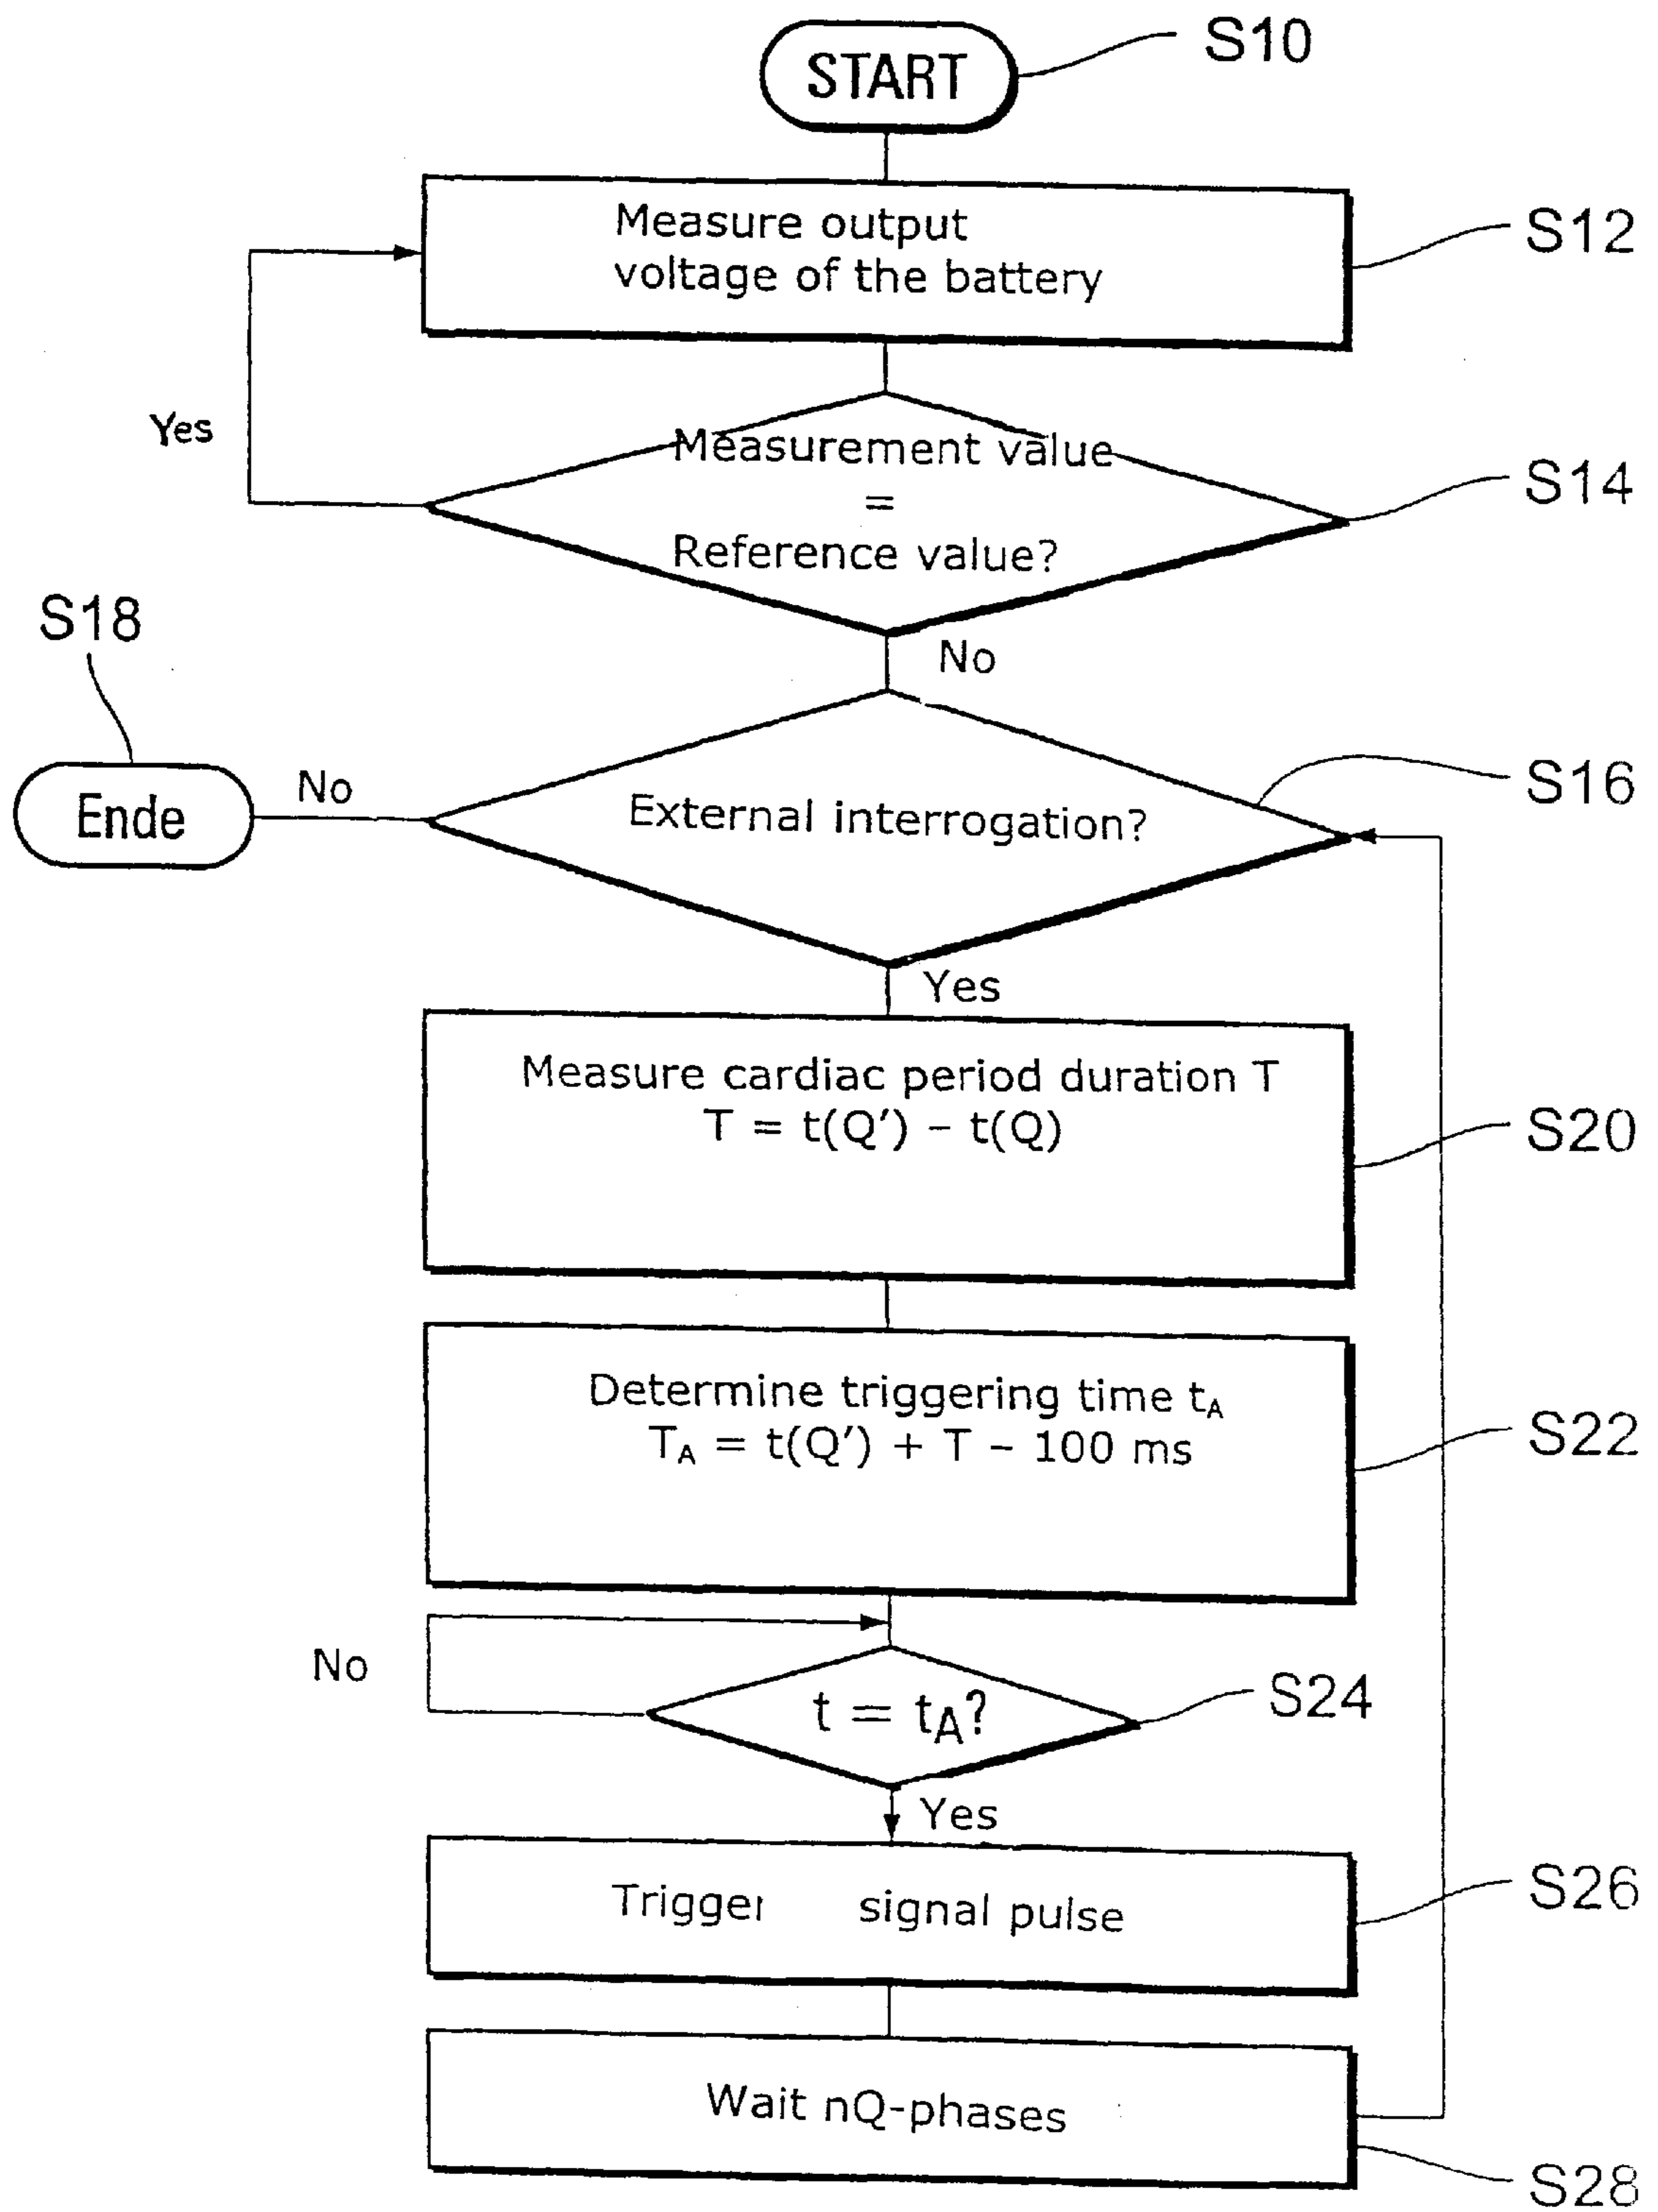 START
S10
Measure output
voltage of the battery
S12
Yes
Measurement value
=
Reference value?
S14
No
S18
Ende
No
External interrogation?
S16
Yes
Measure cardiac period duration T
T = t(Q') – t(Q)
S20
Determine triggering time tA
TA = t(Q') + T – 100 ms
S22
No
t = tA?
S24
Yes
Trigger signal pulse
S26
Wait nQ-phases
S28